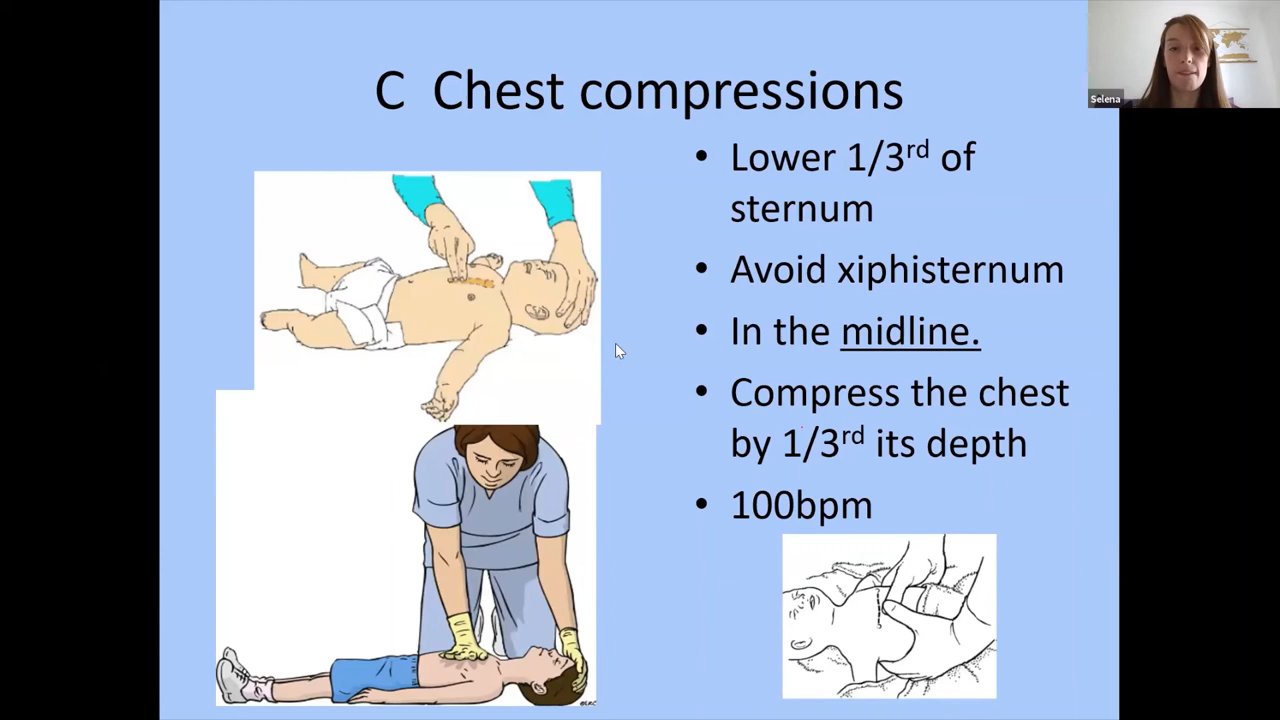 C Chest compressions
Selena
• Lower 1/3rd of
sternum
• Avoid xiphisternum
• In the midline.
• Compress the chest
by 1/3rd its depth
• 100bpm
©ERC